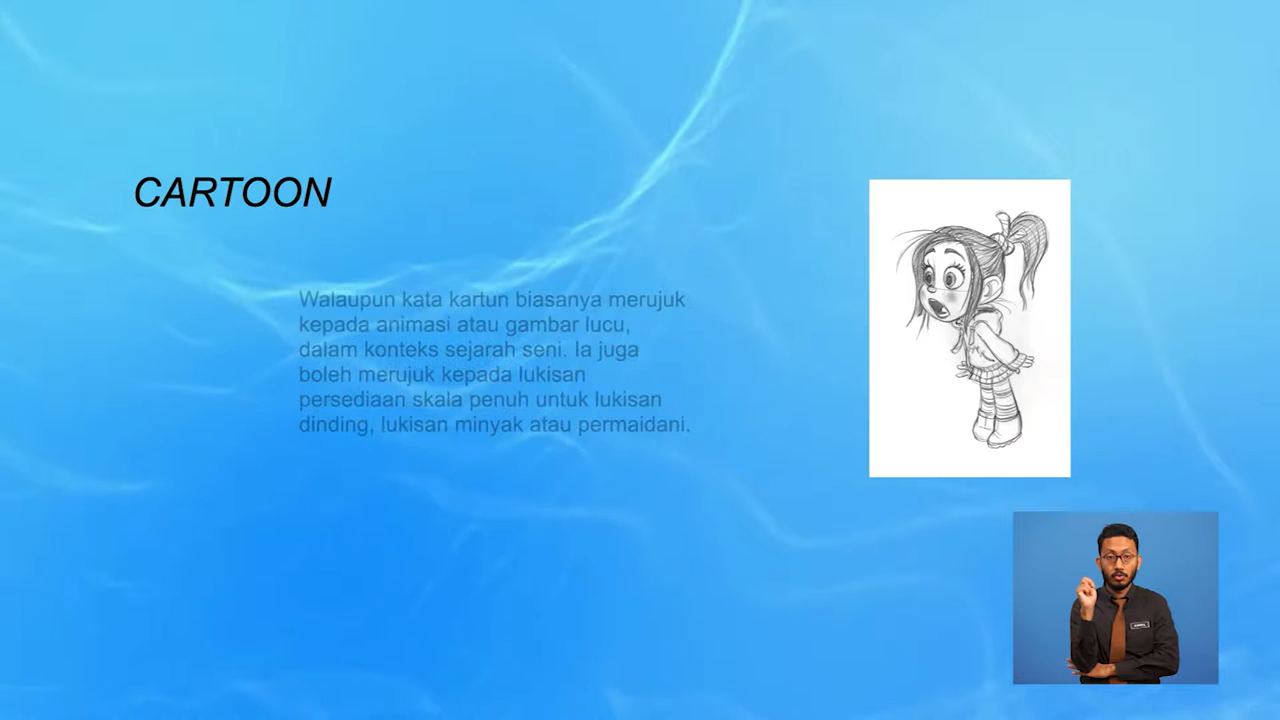 CARTOON
Walaupun kata kartun biasanya merujuk
kepada animasi atau gambar lucu,
dalam konteks sejarah seni. Ia juga
boleh merujuk kepada lukisan
persediaan skala penuh untuk lukisan
dinding, lukisan minyak atau permaidani.